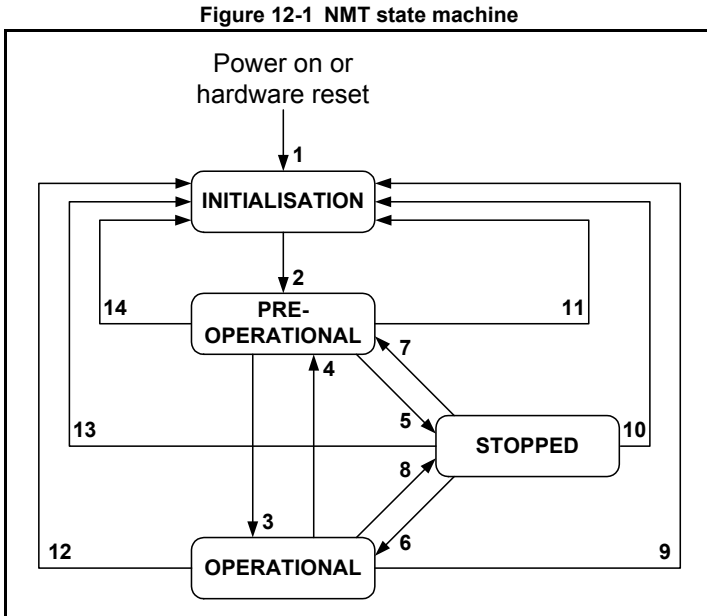 Figure 12-1 NMT state machine
Power on or
hardware reset
1
INITIALISATION
2
14
PRE-
OPERATIONAL
11
7
4
5
13
STOPPED
10
8
3
6
12
OPERATIONAL
9